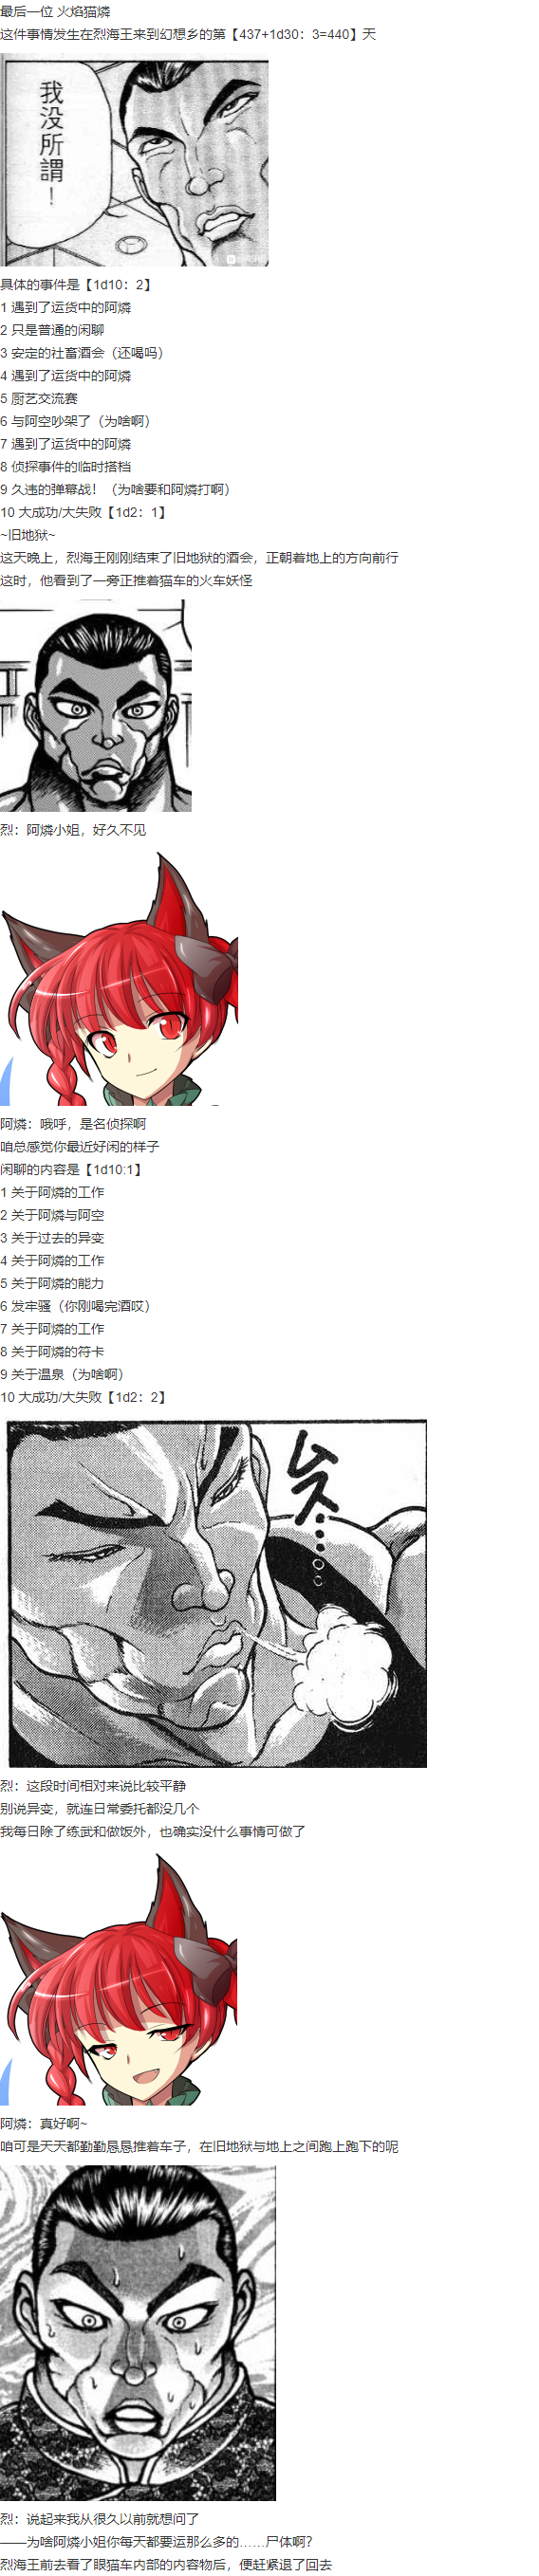 最后一位 火焰猫燐
这件事情发生在烈海王来到幻想乡的第【437+1d30：3=440】天
我没所謂！
具体的事件是【1d10：2】
1 遇到了运货中的阿燐
2 只是普通的闲聊
3 安定的社畜酒会（还喝吗）
4 遇到了运货中的阿燐
5 厨艺交流赛
6 与阿空吵架了（为啥啊）
7 遇到了运货中的阿燐
8 侦探事件的临时搭档
9 久违的弹幕战！（为啥要和阿燐打啊）
10 大成功/大失败【1d2：1】
~旧地狱~
这天晚上，烈海王刚刚结束了旧地狱的酒会，正朝着地上的方向前行
这时，他看到了一旁正推着猫车的火车妖怪
烈：阿燐小姐，好久不见
阿燐：哦呼，是名侦探啊
咱总感觉你最近好闲的样子
闲聊的内容是【1d10:1】
1 关于阿燐的工作
2 关于阿燐与阿空
3 关于过去的异变
4 关于阿燐的工作
5 关于阿燐的能力
6 发牢骚（你刚喝完酒哎）
7 关于阿燐的工作
8 关于阿燐的符卡
9 关于温泉（为啥啊）
10 大成功/大失败【1d2：2】
烈：这段时间相对来说比较平静
别说异变，就连日常委托都没几个
我每日除了练武和做饭外，也确实没什么事情可做了
阿燐：真好啊~
咱可是天天都勤勤恳恳推着车子，在旧地狱与地上之间跑上跑下的呢
烈：说起来我从很久以前就想问了
——为啥阿燐小姐你每天都要运那么多的……尸体啊?
烈海王前去看了眼猫车内部的内容物后，便赶紧退了回去